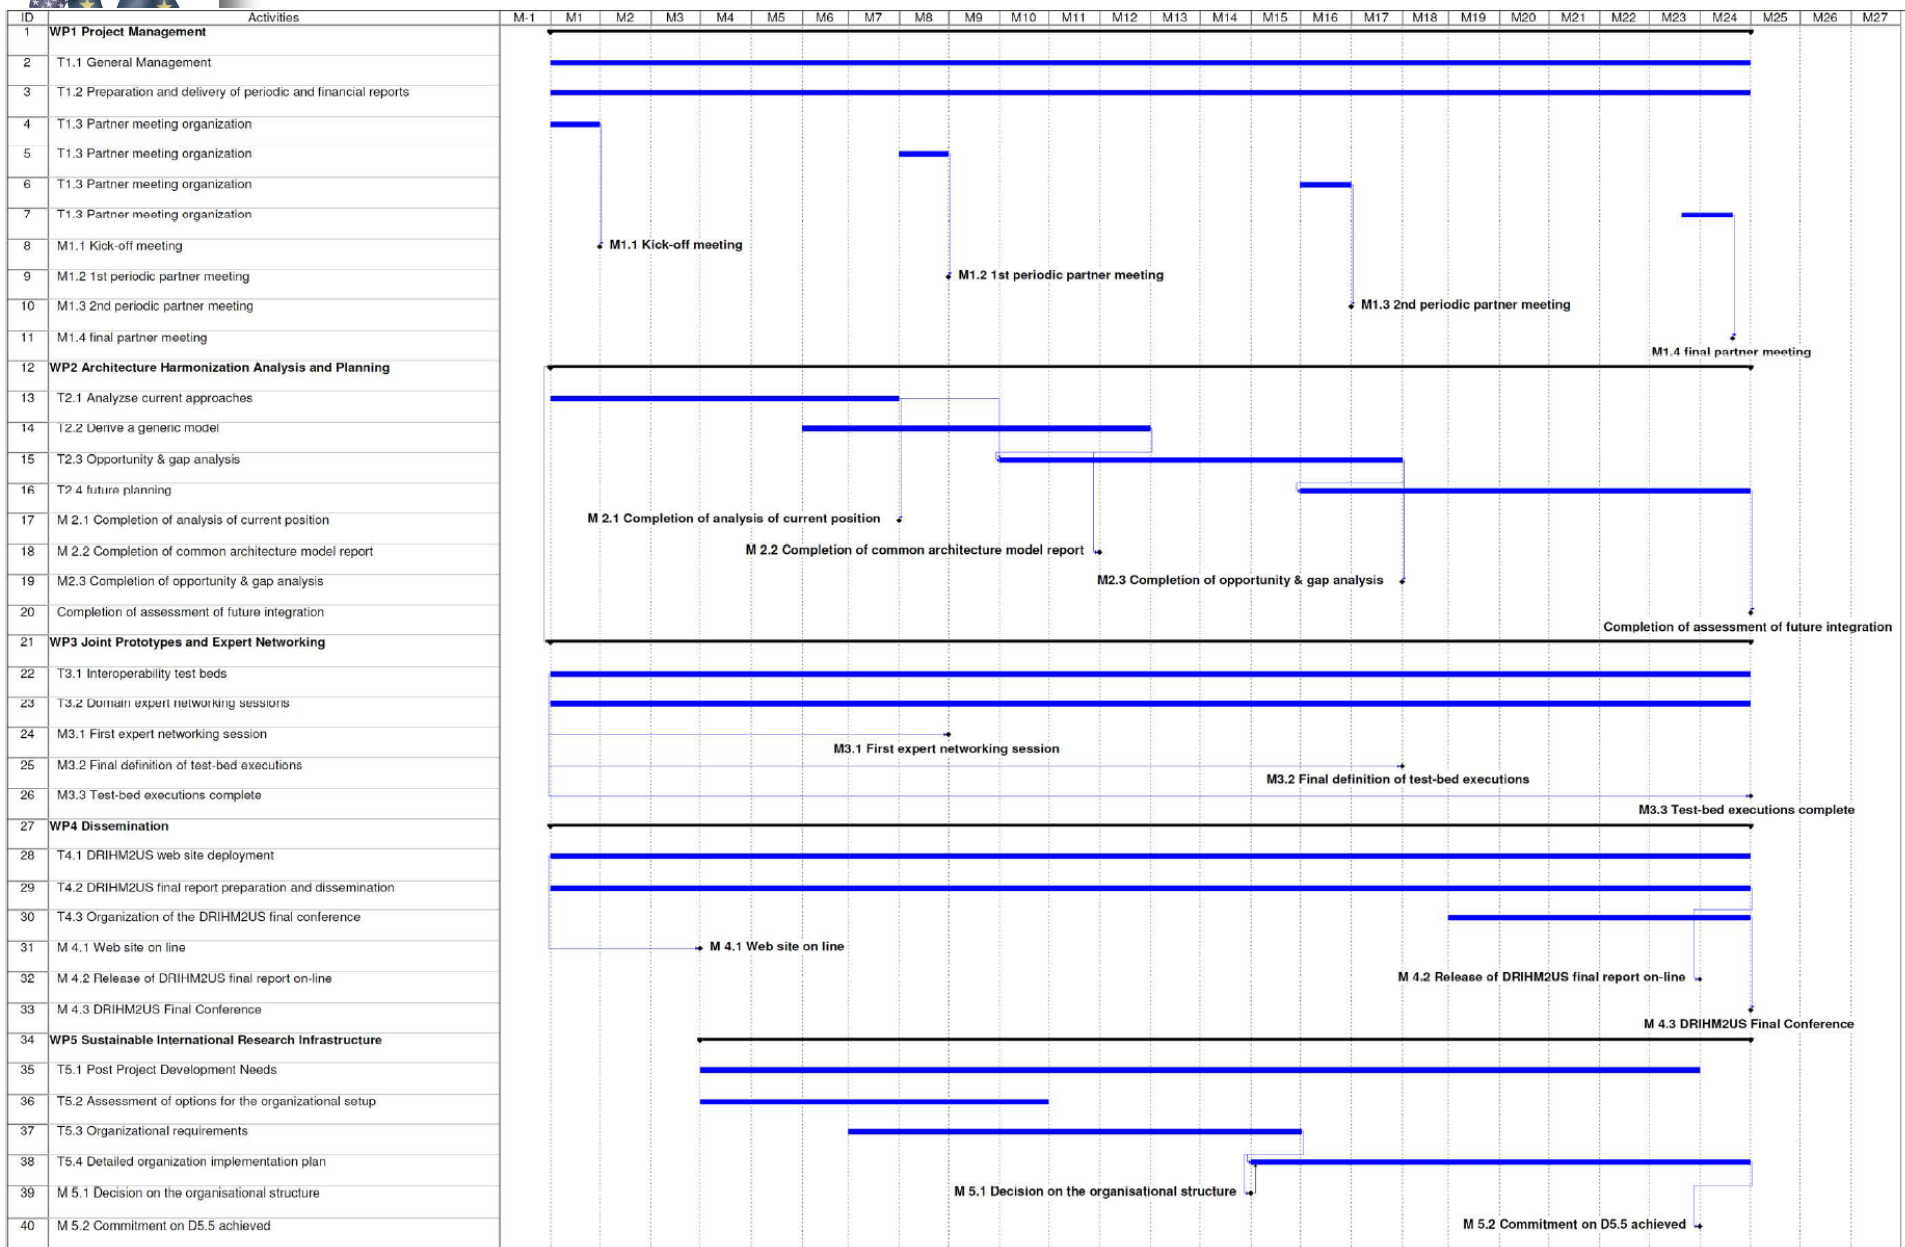 ID Activities M-1 M1 M2 M3 M4 M5 M6 M7 M8 M9 M10 M11 M12 M13 M14 M15 M16 M17 M18 M19 M20 M21 M22 M23 M24 M25 M26 M27
1 WP1 Project Management
2 T1.1 General Management
3 T1.2 Preparation and delivery of periodic and financial reports
4 T1.3 Partner meeting organization
5 T1.3 Partner meeting organization
6 T1.3 Partner meeting organization
7 T1.3 Partner meeting organization
8 M1.1 Kick-off meeting M1.1 Kick-off meeting
9 M1.2 1st periodic partner meeting M1.2 1st periodic partner meeting
10 M1.3 2nd periodic partner meeting M1.3 2nd periodic partner meeting
11 M1.4 final partner meeting
M1.4 final partner meeting
12 WP2 Architecture Harmonization Analysis and Planning
13 T2.1 Analyzse current approaches
14 T2.2 Derive a generic model
15 T2.3 Opportunity & gap analysis
16 T2.4 future planning
17 M 2.1 Completion of analysis of current position M 2.1 Completion of analysis of current position
18 M 2.2 Completion of common architecture model report M 2.2 Completion of common architecture model report
19 M2.3 Completion of opportunity & gap analysis M2.3 Completion of opportunity & gap analysis
20 Completion of assessment of future integration
Completion of assessment of future integration
21 WP3 Joint Prototypes and Expert Networking
22 T3.1 Interoperability test beds
23 T3.2 Domain expert networking sessions
24 M3.1 First expert networking session
M3.1 First expert networking session
25 M3.2 Final definition of test-bed executions
M3.2 Final definition of test-bed executions
26 M3.3 Test-bed executions complete
M3.3 Test-bed executions complete
27 WP4 Dissemination
28 T4.1 DRIHM2US web site deployment
29 T4.2 DRIHM2US final report preparation and dissemination
30 T4.3 Organization of the DRIHM2US final conference
31 M 4.1 Web site on line M 4.1 Web site on line
32 M 4.2 Release of DRIHM2US final report on-line M 4.2 Release of DRIHM2US final report on-line
33 M 4.3 DRIHM2US Final Conference
M 4.3 DRIHM2US Final Conference
34 WP5 Sustainable International Research Infrastructure
35 T5.1 Post Project Development Needs
36 T5.2 Assessment of options for the organizational setup
37 T5.3 Organizational requirements
38 T5.4 Detailed organization implementation plan
39 M 5.1 Decision on the organisational structure M 5.1 Decision on the organisational structure
40 M 5.2 Commitment on D5.5 achieved M 5.2 Commitment on D5.5 achieved